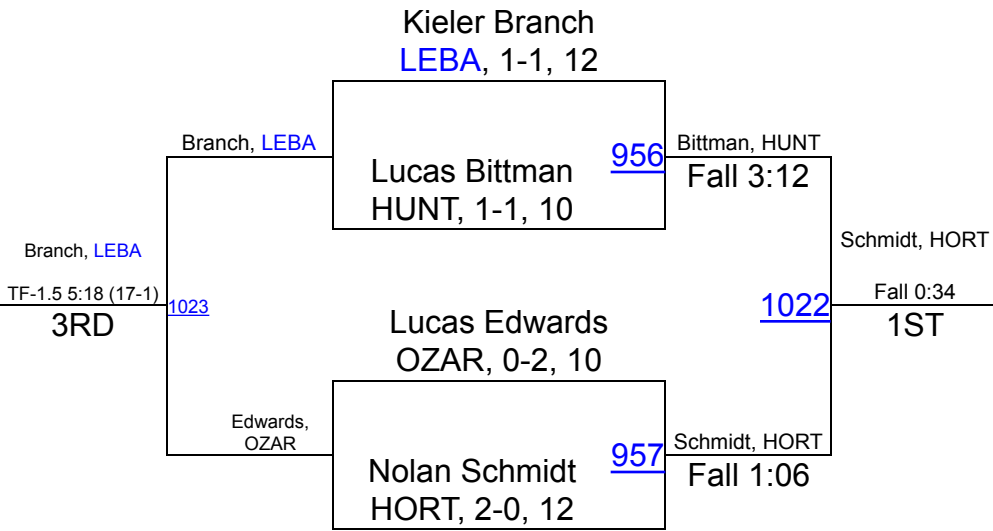 Kieler Branch
LEBA, 1-1, 12
Branch, LEBA
956
Bittman, HUNT
Lucas Bittman
HUNT, 1-1, 10
Fall 3:12
Branch, LEBA
Schmidt, HORT
TF-1.5 5:18 (17-1)
1023
3RD
1022
Fall 0:34
1ST
Lucas Edwards
OZAR, 0-2, 10
Edwards,
OZAR
957
Schmidt, HORT
Nolan Schmidt
HORT, 2-0, 12
Fall 1:06